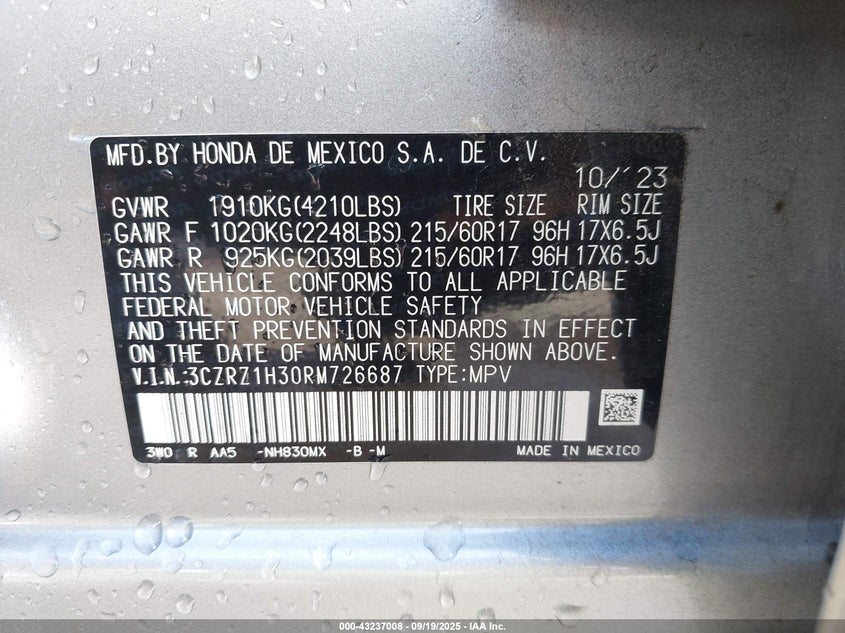 MFD.BY HONDA DE MEXICO S.A. DE C.V.
10/'23
GVWR 1910KG(4210LBS) TIRE SIZE RIM SIZE
GAWR F 1020KG(2248LBS) 215/60R17 96H 17X6.5J
GAWR R 925KG(2039LBS) 215/60R17 96H 17X6.5J
THIS VEHICLE CONFORMS TO ALL APPLICABLE
FEDERAL MOTOR VEHICLE SAFETY
AND THEFT PREVENTION STANDARDS IN EFFECT
ON THE DATE OF MANUFACTURE SHOWN ABOVE.
V.I.N.:3CZRZ1H30RM726687 TYPE:MPV
3W0 R AA5 -NH830MX -B -M MADE IN MEXICO
000-43237008 - 09/19/2025 - IAA Holdings, LLC.